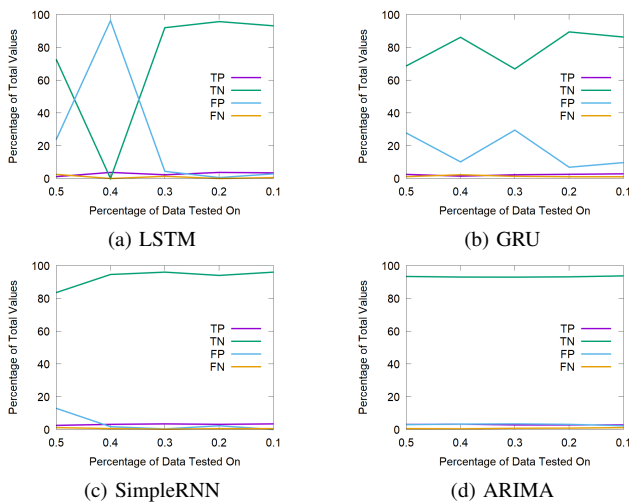 100
80
60
40
20
0
Percentage of Total Values
TP
TN
FP
FN
0.5 0.4 0.3 0.2 0.1
Percentage of Data Tested On
(a) LSTM
100
80
60
40
20
0
Percentage of Total Values
TP
TN
FP
FN
0.5 0.4 0.3 0.2 0.1
Percentage of Data Tested On
(b) GRU
100
80
60
40
20
0
Percentage of Total Values
TP
TN
FP
FN
0.5 0.4 0.3 0.2 0.1
Percentage of Data Tested On
(c) SimpleRNN
100
80
60
40
20
0
Percentage of Total Values
TP
TN
FP
FN
0.5 0.4 0.3 0.2 0.1
Percentage of Data Tested On
(d) ARIMA